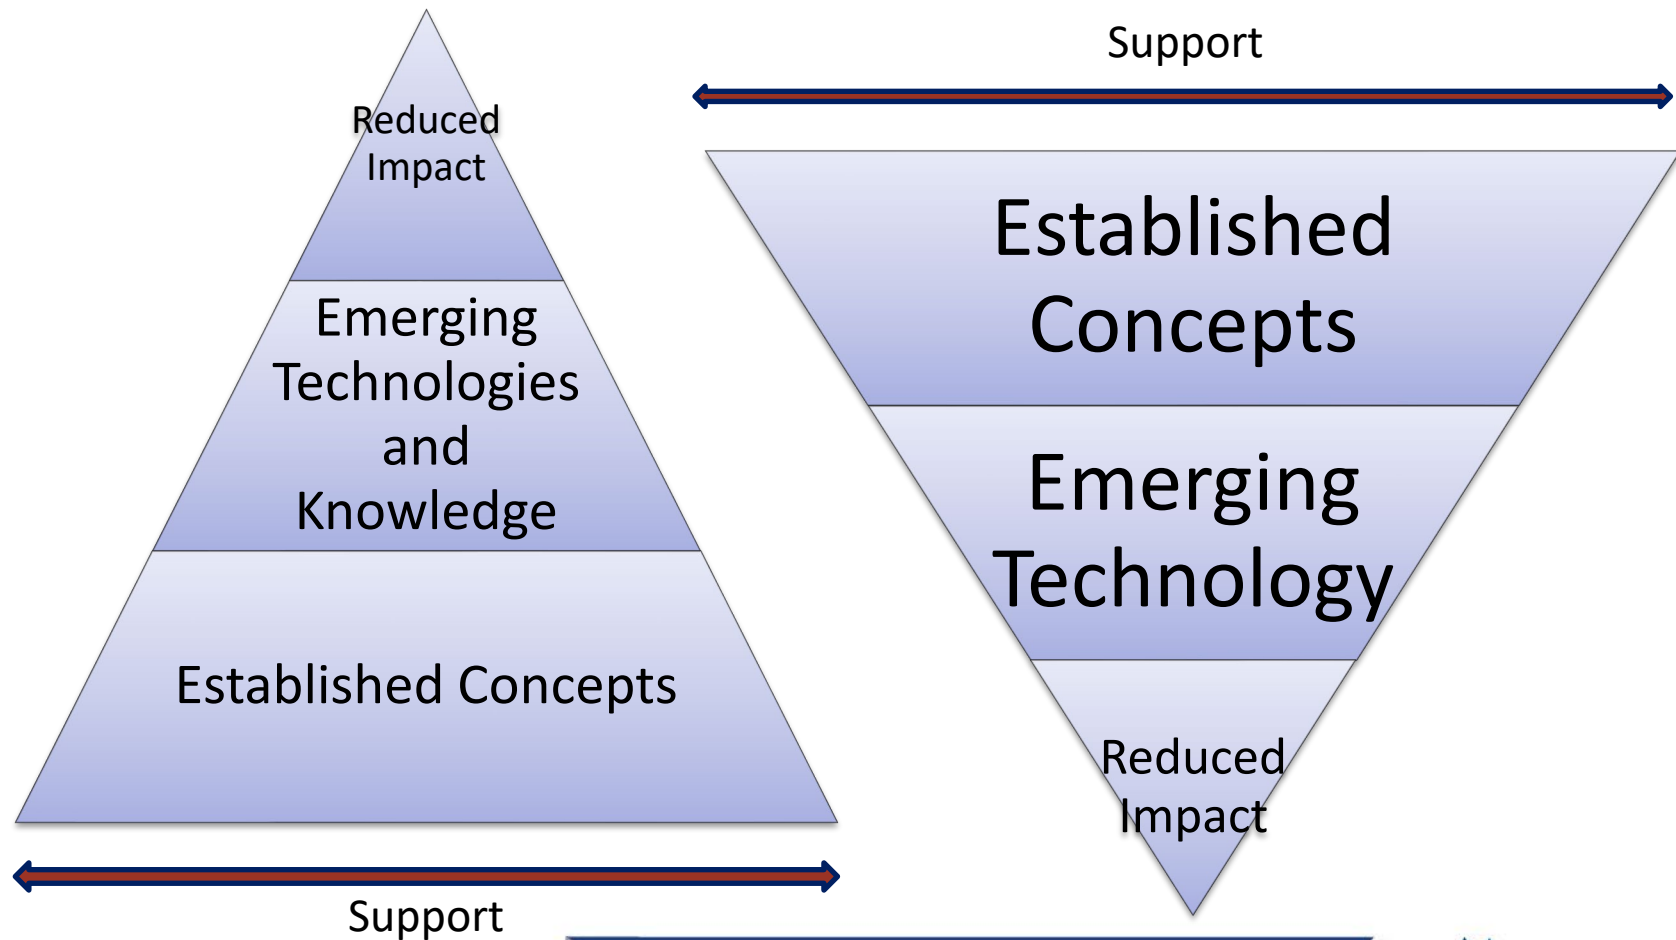 Reduced
Impact
Emerging
Technologies
and
Knowledge
Established Concepts
Support
Support
Established
Concepts
Emerging
Technology
Reduced
Impact